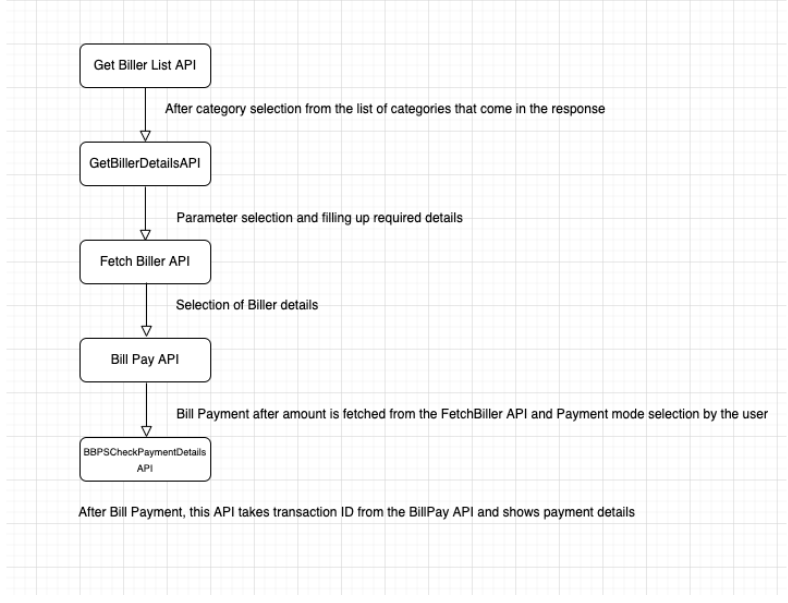 Get Biller List API
After category selection from the list of categories that come in the response
GetBillerDetailsAPI
Parameter selection and filling up required details
Fetch Biller API
Selection of Biller details
Bill Pay API
Bill Payment after amount is fetched from the FetchBiller API and Payment mode selection by the user
BBPSCheckPaymentDetails
API
After Bill Payment, this API takes transaction ID from the BillPay API and shows payment details